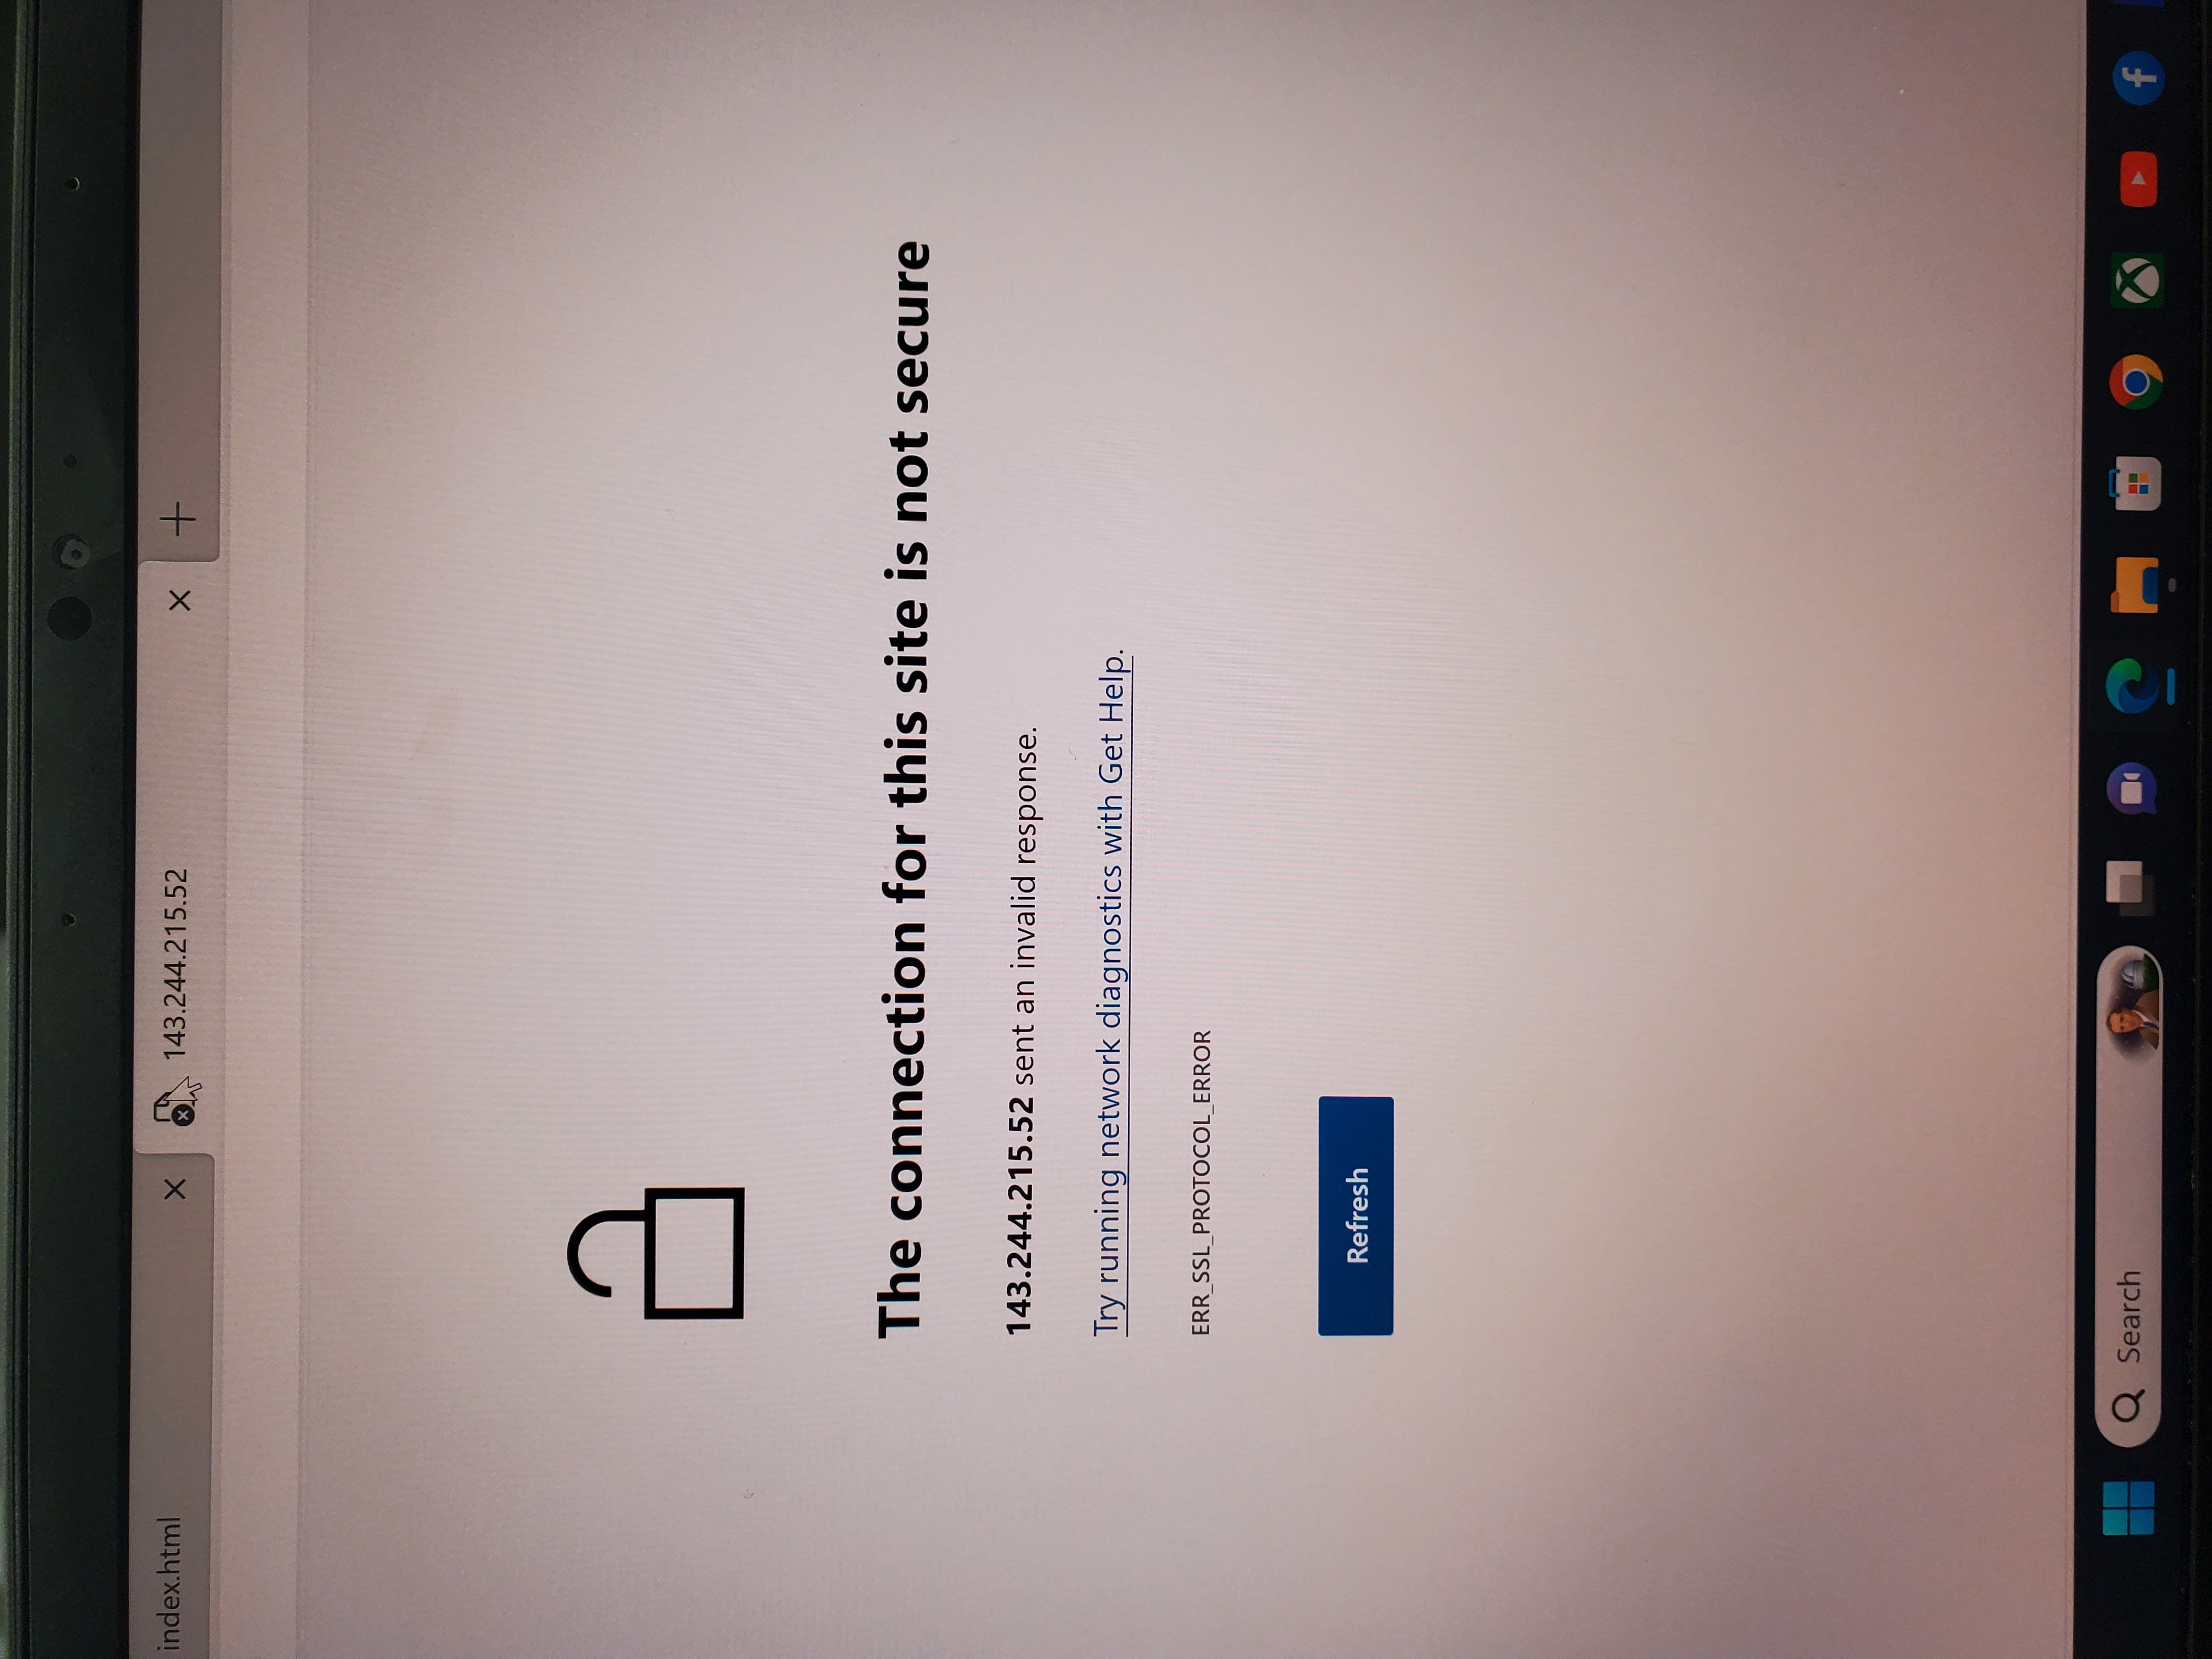 index.html
143.244.215.52
The connection for this site is not secure
143.244.215.52 sent an invalid response.
Try running network diagnostics with Get Help.
ERR_SSL_PROTOCOL_ERROR
Refresh
Search